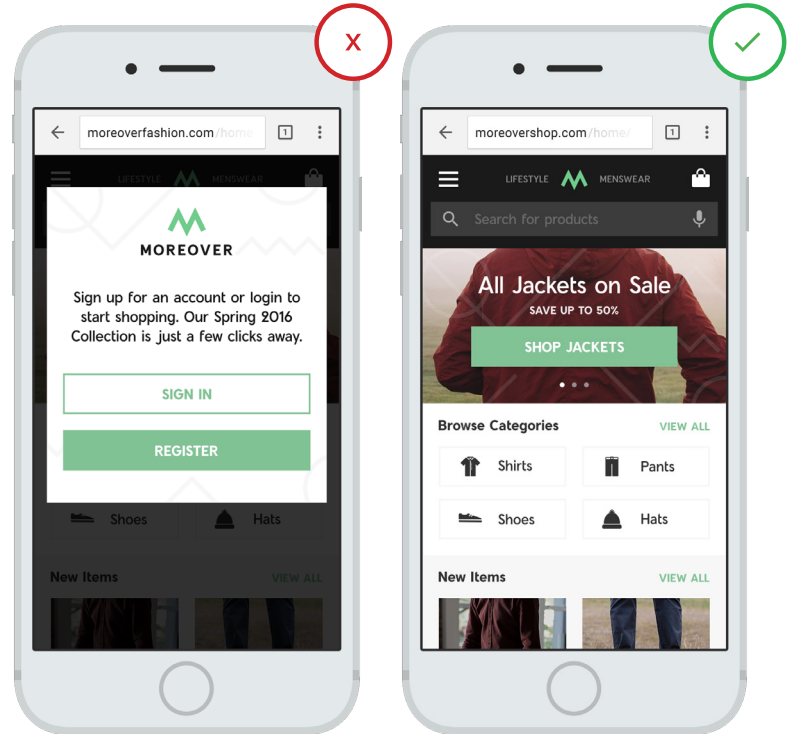 X
moreoverfashion.com/home
1
LIFESTYLE
MENSWEAR
MOREOVER
Sign up for an account or login to
start shopping. Our Spring 2016
Collection is just a few clicks away.
SIGN IN
REGISTER
Shoes
Hats
New Items
VIEW ALL
moreovershop.com/home/
1
LIFESTYLE
MENSWEAR
Search for products
All Jackets on Sale
SAVE UP TO 50%
SHOP JACKETS
Browse Categories
VIEW ALL
Shirts
Pants
Shoes
Hats
New Items
VIEW ALL